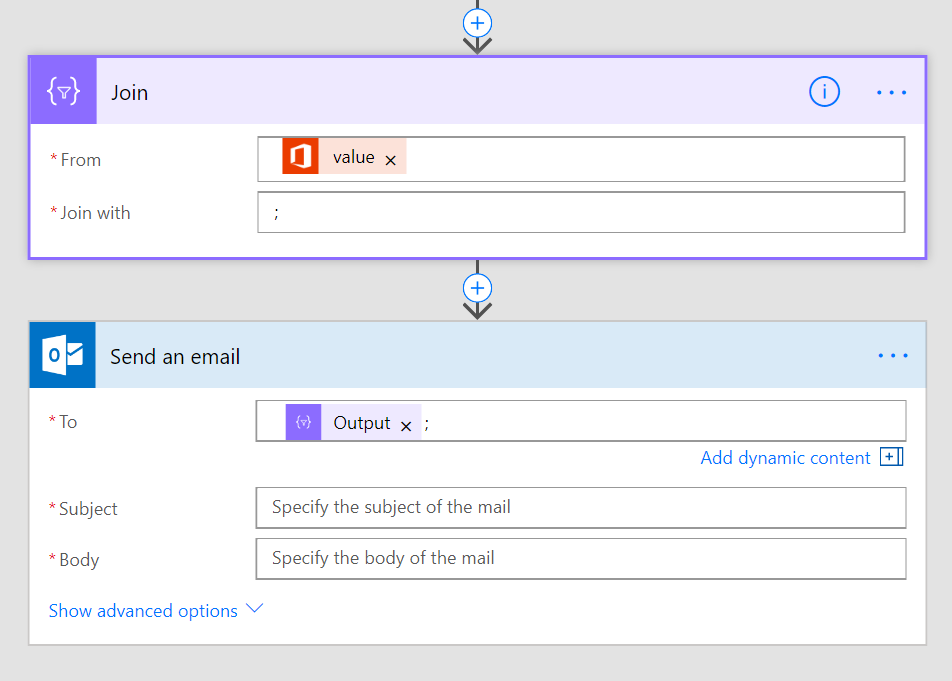 Join
* From
value ×
* Join with
;
Send an email
* To
Output × ;
Add dynamic content
* Subject
Specify the subject of the mail
* Body
Specify the body of the mail
Show advanced options